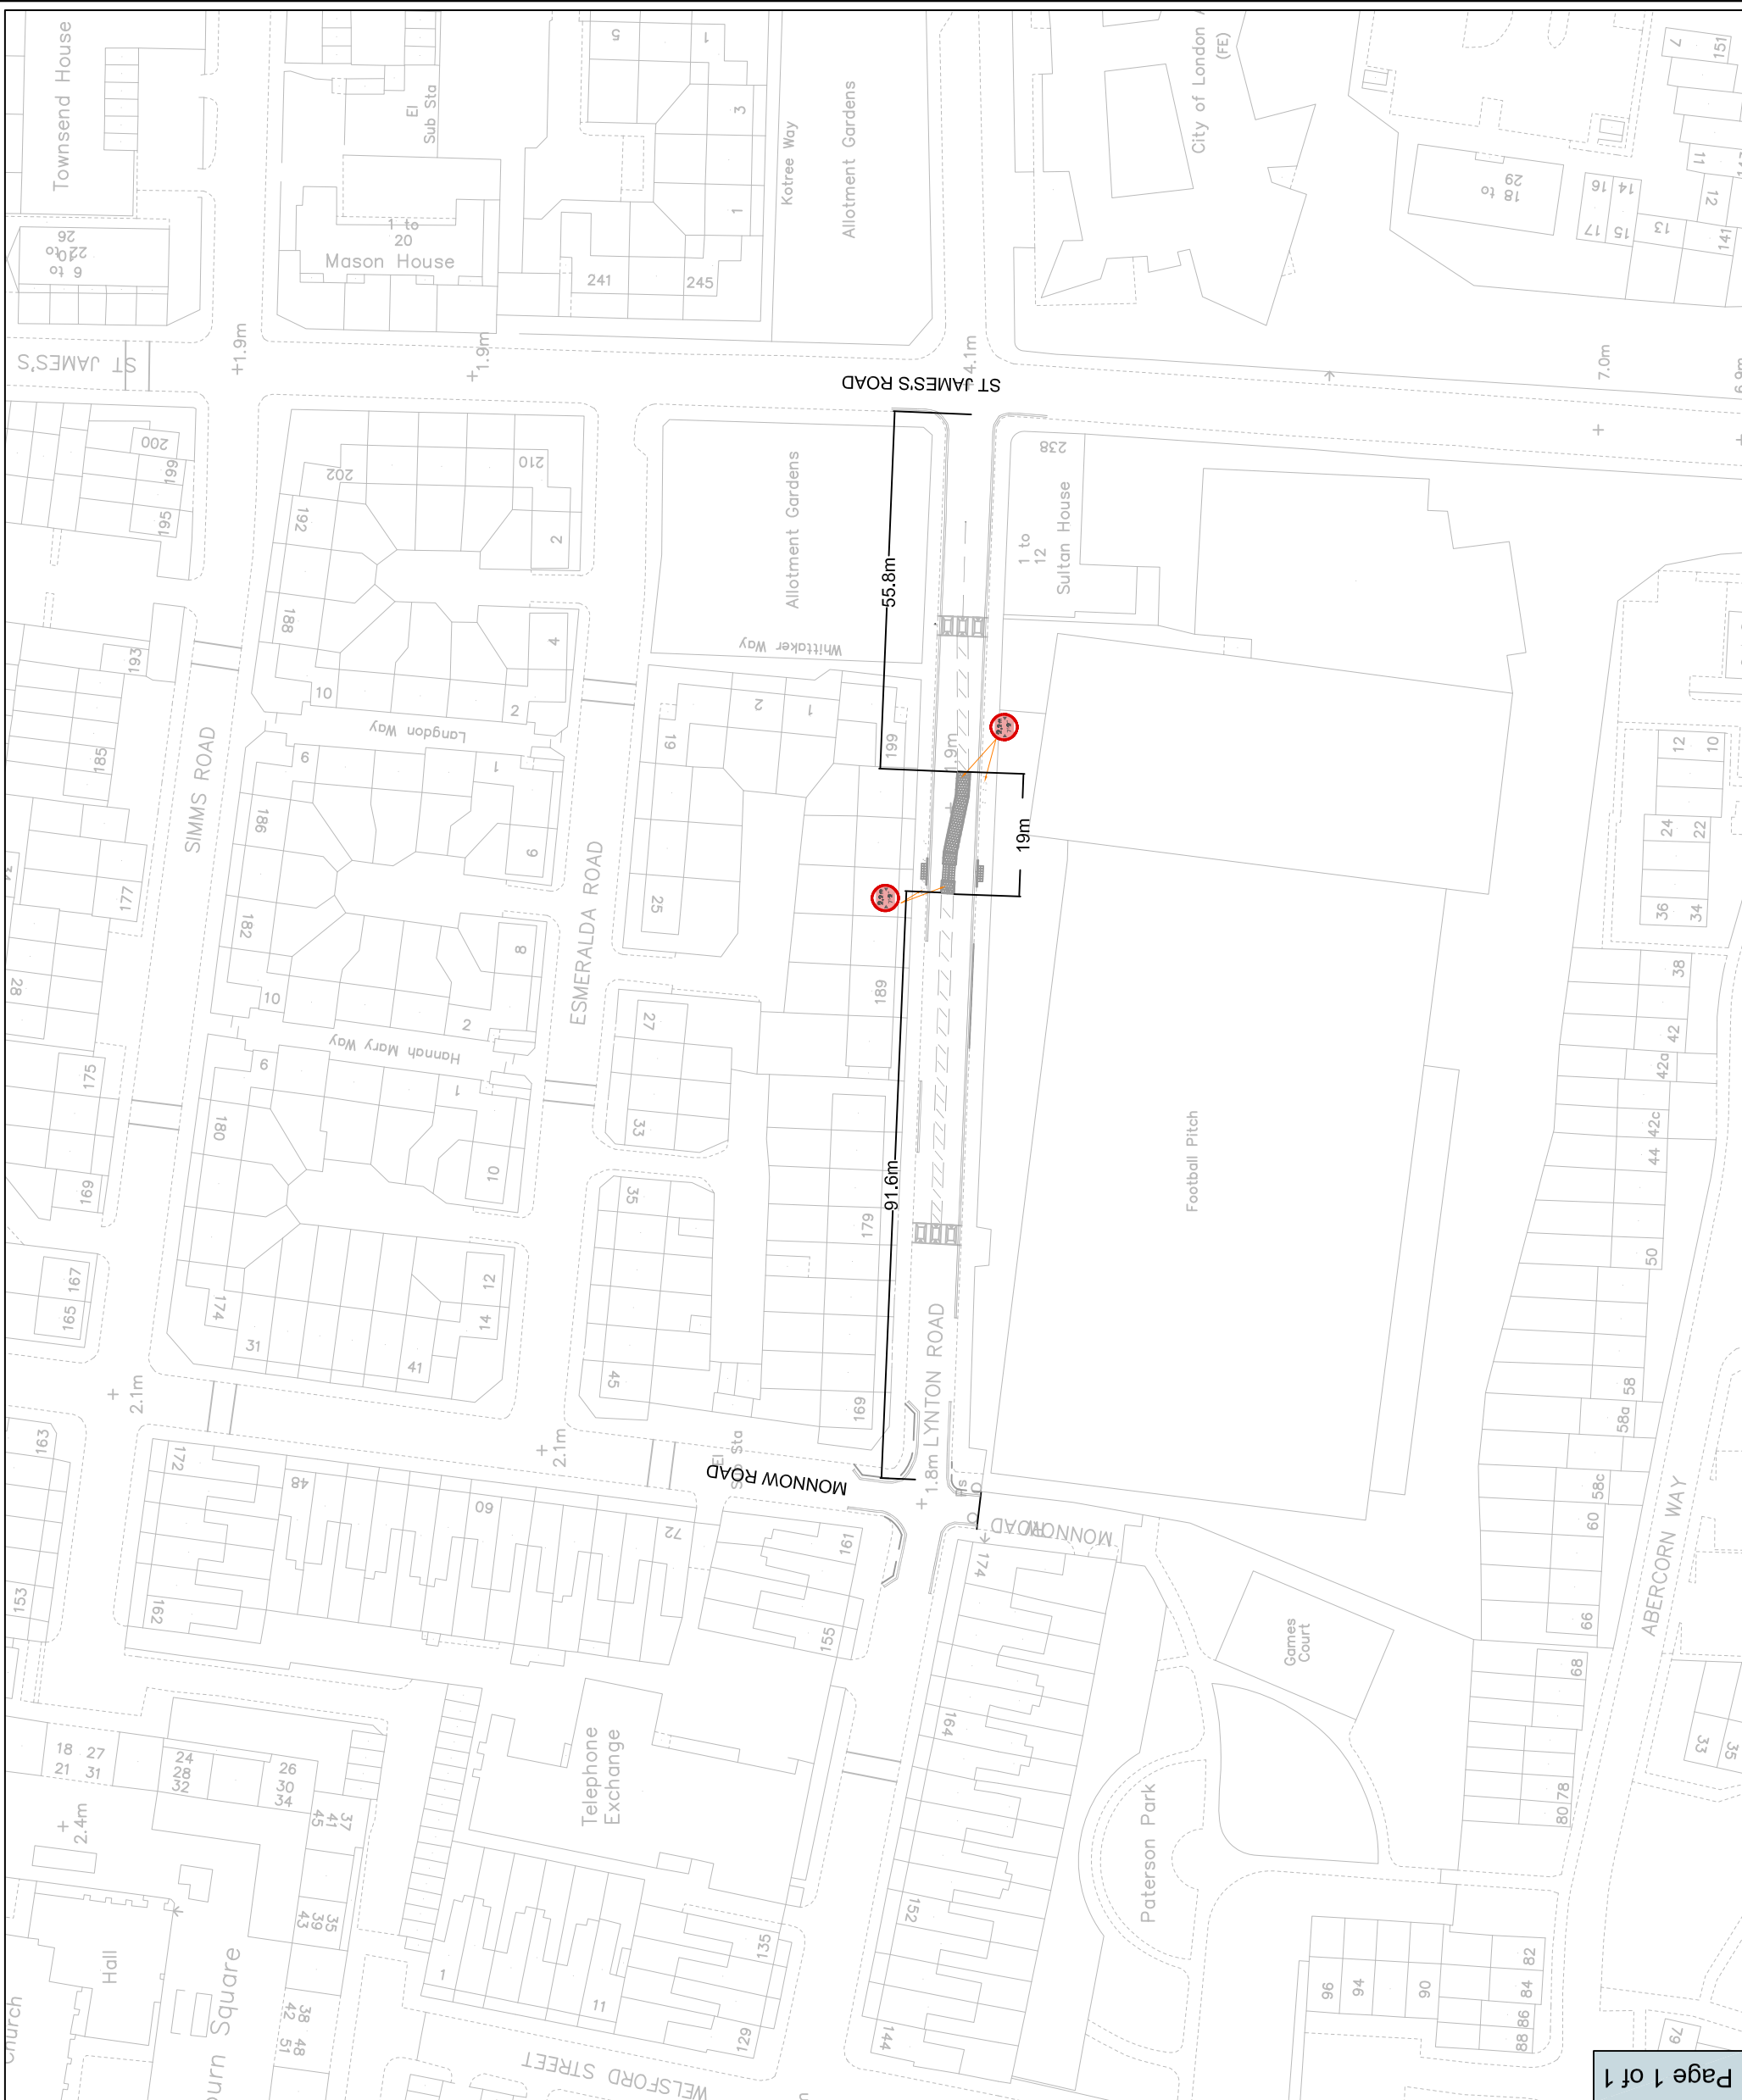 Townsend House
El
Sub Sta
5
1
3
1
Kotree Way
Allotment Gardens
City of London
(FE)
7
151
11
12
18 to
29
16
14
17
15
13
141
26
6 to
1 to
20
Mason House
241
245
ST JAMES'S
+1.9m
+1.9m
4.1m
7.0m
6.9m
ST JAMES'S ROAD
200
199
195
202
210
192
2
188
4
10
2
Allotment Gardens
Whittaker Way
55.8m
238
1 to
12
Sultan House
193
185
177
SIMMS ROAD
Langdon Way
6
1
186
6
182
8
10
2
Hannah Mary Way
ESMERALDA ROAD
19
2
1
199
25
1.9m
19m
12
10
24
22
36
34
38
42
42a
42c
44
50
58
58a
58c
60
66
68
78
80
28
175
169
6
1
180
10
27
33
189
35
179
91.6m
Football Pitch
167
165
174
31
41
12
14
45
169
LYNTON ROAD
1.8m
+
2.1m
+
2.1m
El
Sub Sta
MONNOW ROAD
MONNOW ROAD
163
153
172
162
48
60
72
161
155
174
164
152
144
Games
Court
Paterson Park
ABERCORN WAY
33
35
18 27
21 31
24
28
32
26
30
34
37
41
45
+
2.4m
35
39
43
38
42
48
51
Hall
Church
Square
Telephone
Exchange
1
11
135
129
WELSFORD STREET
96
94
90
82
84
86
88
79
Page 1 of 1